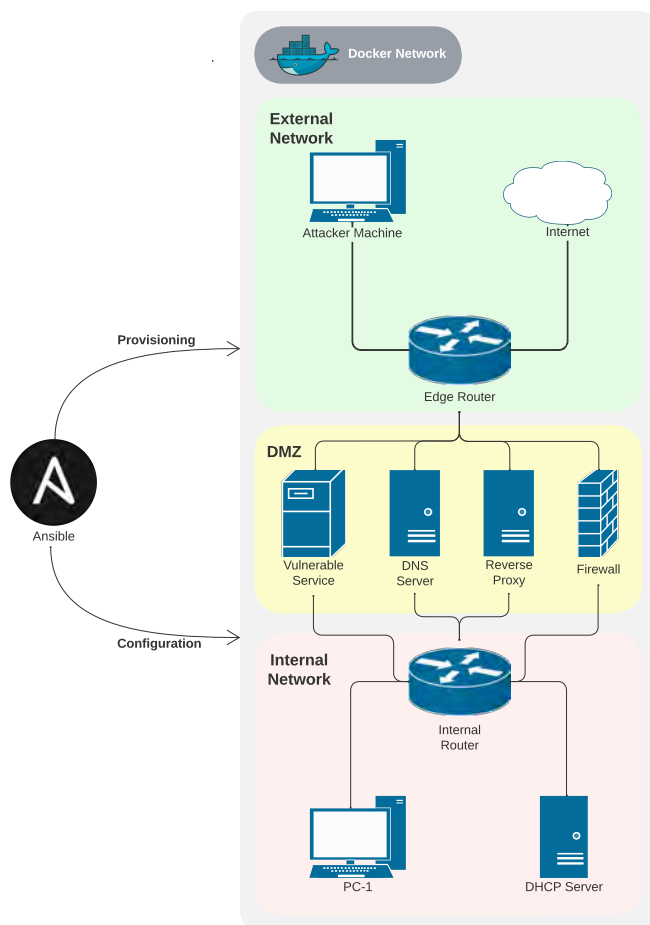 Docker Network
External
Network
Attacker Machine
Internet
Provisioning
Edge Router
DMZ
Ansible
Vulnerable
Service
DNS
Server
Reverse
Proxy
Firewall
Configuration
Internal
Network
Internal
Router
PC-1
DHCP Server